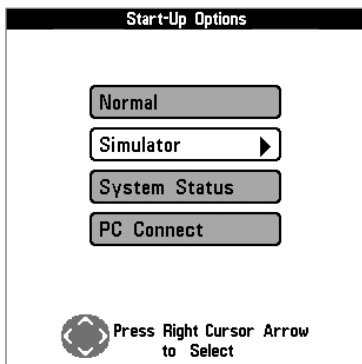 Start-Up Options
Normal
Simulator
System Status
PC Connect
Press Right Cursor Arrow
to Select